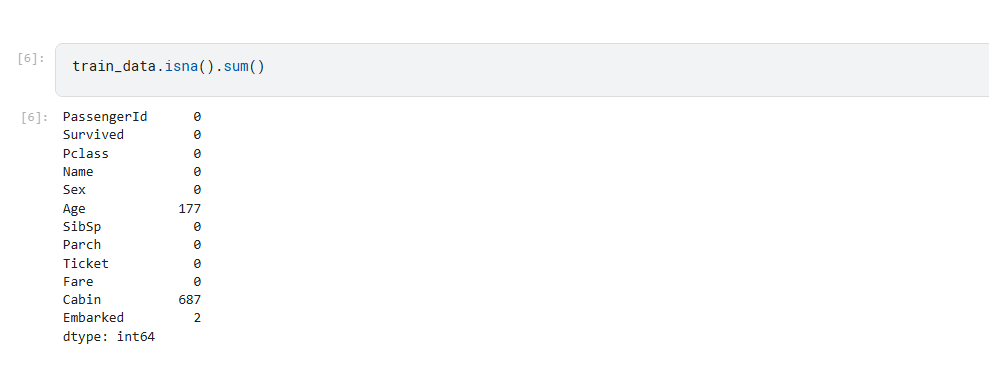 [6]:
train_data.isna().sum()
[6]:
PassengerId 0
Survived 0
Pclass 0
Name 0
Sex 0
Age 177
SibSp 0
Parch 0
Ticket 0
Fare 0
Cabin 687
Embarked 2
dtype: int64